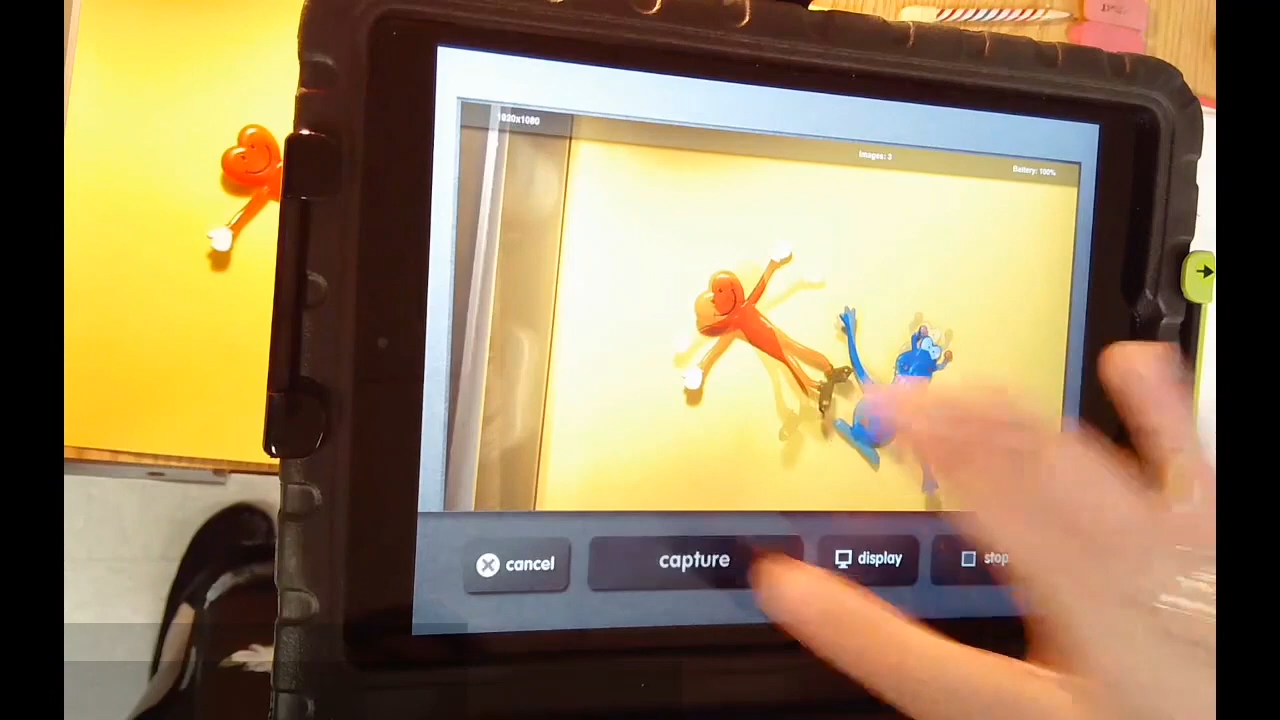 1920x1080
Images: 3
Battery: 100%
cancel
capture
display
stop